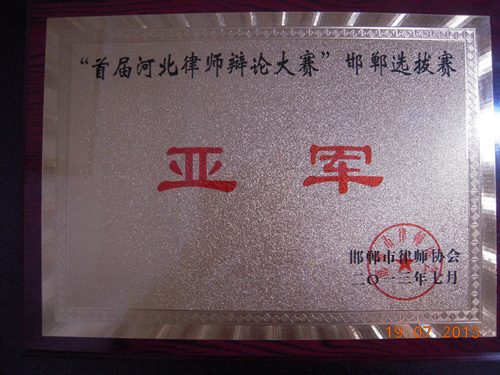 “首届河北律师辩论大赛”邯郸选拔赛
亚军
邯郸市律师协会
二〇一三年七月
19/07/2013